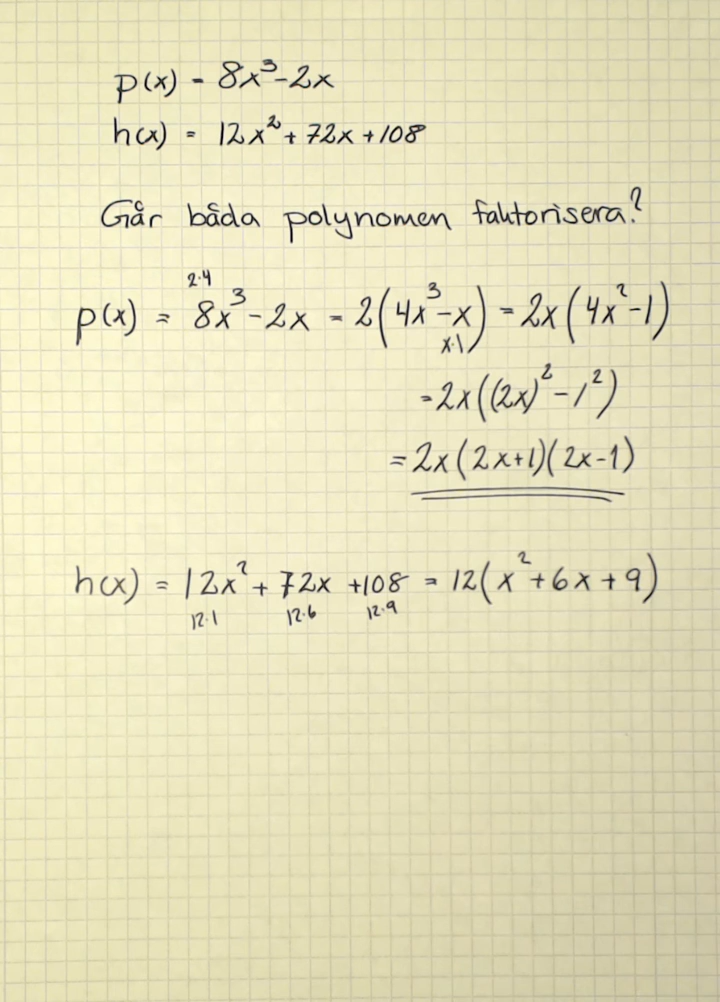 p(x) = 8x³-2x
h(x) = 12x² + 72x + 108
Går båda polynomen faktorisera?
2·4
p(x) = 8x³ - 2x = 2(4x³-x) = 2x(4x²-1)
x·1
= 2x((2x)² - 1²)
= 2x(2x+1)(2x-1)
h(x) = 12x² + 72x + 108 = 12(x² + 6x + 9)
12·1 12·6 12·9